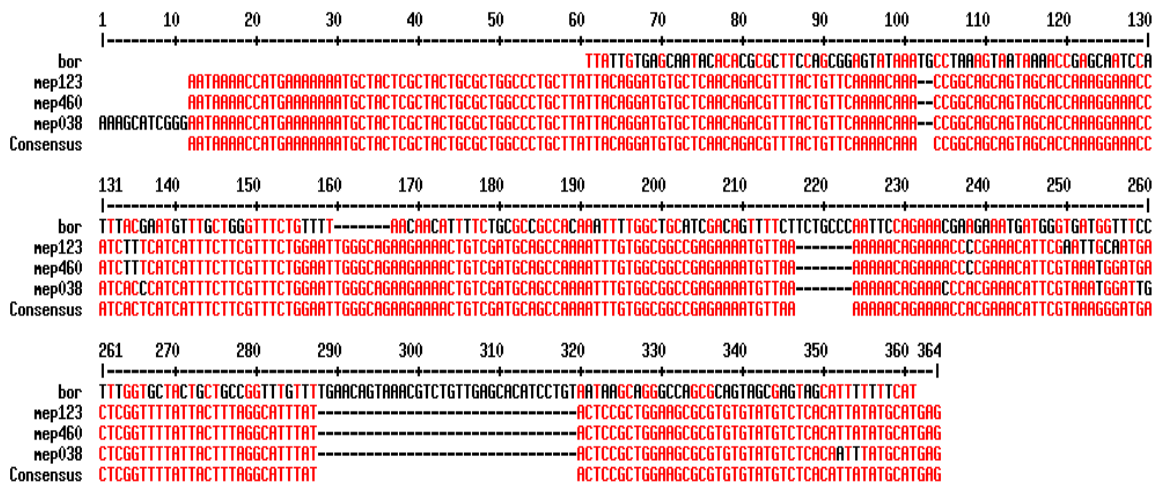 1 10 20 30 40 50 60 70 80 90 100 110 120 130
bor TTATTGTGAGCAATACACACGCGCTTCCAGCGGAGTATAAATGCCTAAAGTAATAAAACCGAGCAATCCA
mep123 AATAAAACCATGAAAAAAATGCTACTCGCTACTGCGCTGGCCCTGCTTATTACAGGATGTGCTCAACAGACGTTTACTGTTCAAAACAAA--CCGGCAGCAGTAGCACCAAAGGAAACC
mep460 AATAAAACCATGAAAAAAATGCTACTCGCTACTGCGCTGGCCCTGCTTATTACAGGATGTGCTCAACAGACGTTTACTGTTCAAAACAAA--CCGGCAGCAGTAGCACCAAAGGAAACC
mep038 AAAGCATCGGGAATAAAACCATGAAAAAAATGCTACTCGCTACTGCGCTGGCCCTGCTTATTACAGGATGTGCTCAACAGACGTTTACTGTTCAAAACAAA--CCGGCAGCAGTAGCACCAAAGGAAACC
Consensus AATAAAACCATGAAAAAAATGCTACTCGCTACTGCGCTGGCCCTGCTTATTACAGGATGTGCTCAACAGACGTTTACTGTTCAAAACAAA CCGGCAGCAGTAGCACCAAAGGAAACC
131 140 150 160 170 180 190 200 210 220 230 240 250 260
bor TTTACGAATGTTTGCTGGGTTTCTGTTTT-------AACAACATTTTCTGCGCCGCCACAAATTTTGGCTGCATCGACAGTTTTCTTCTGCCCAATTCCAGAAACGAAGAAATGATGGGTGATGGTTTCC
mep123 ATCTTTCATCATTTCTTCGTTTCTGGAATTGGGCAGAAGAAAACTGTCGATGCAGCCAAAATTTGTGGCGGCCGAGAAAATGTTAA-------AAAAACAGAAAACCCCGAAACATTCGAATTGCAATGA
mep460 ATCTTTCATCATTTCTTCGTTTCTGGAATTGGGCAGAAGAAAACTGTCGATGCAGCCAAAATTTGTGGCGGCCGAGAAAATGTTAA-------AAAAACAGAAAACCCCGAAACATTCGTAAATGGATGA
mep038 ATCACCCATCATTTCTTCGTTTCTGGAATTGGGCAGAAGAAAACTGTCGATGCAGCCAAAATTTGTGGCGGCCGAGAAAATGTTAA-------AAAAACAGAAACCCACGAAACATTCGTAAATGGATTG
Consensus ATCACTCATCATTTCTTCGTTTCTGGAATTGGGCAGAAGAAAACTGTCGATGCAGCCAAAATTTGTGGCGGCCGAGAAAATGTTAA AAAAACAGAAAACCACGAAACATTCGTAAAGGGATGA
261 270 280 290 300 310 320 330 340 350 360 364
bor TTTGGTGCTACTGCTGCCGGTTTGTTTTGAACAGTAAACGTCTGTTGAGCACATCCTGTAATAAGCAGGGCCAGCGCAGTAGCGAGTAGCATTTTTTTCAT
mep123 CTCGGTTTTATTACTTTAGGCATTTAT--------------------------------ACTCCGCTGGAAGCGCGTGTGTATGTCTCACATTATATGCATGAG
mep460 CTCGGTTTTATTACTTTAGGCATTTAT--------------------------------ACTCCGCTGGAAGCGCGTGTGTATGTCTCACATTATATGCATGAG
mep038 CTCGGTTTTATTACTTTAGGCATTTAT--------------------------------ACTCCGCTGGAAGCGCGTGTGTATGTCTCACAATTTATGCATGAG
Consensus CTCGGTTTTATTACTTTAGGCATTTAT ACTCCGCTGGAAGCGCGTGTGTATGTCTCACATTATATGCATGAG